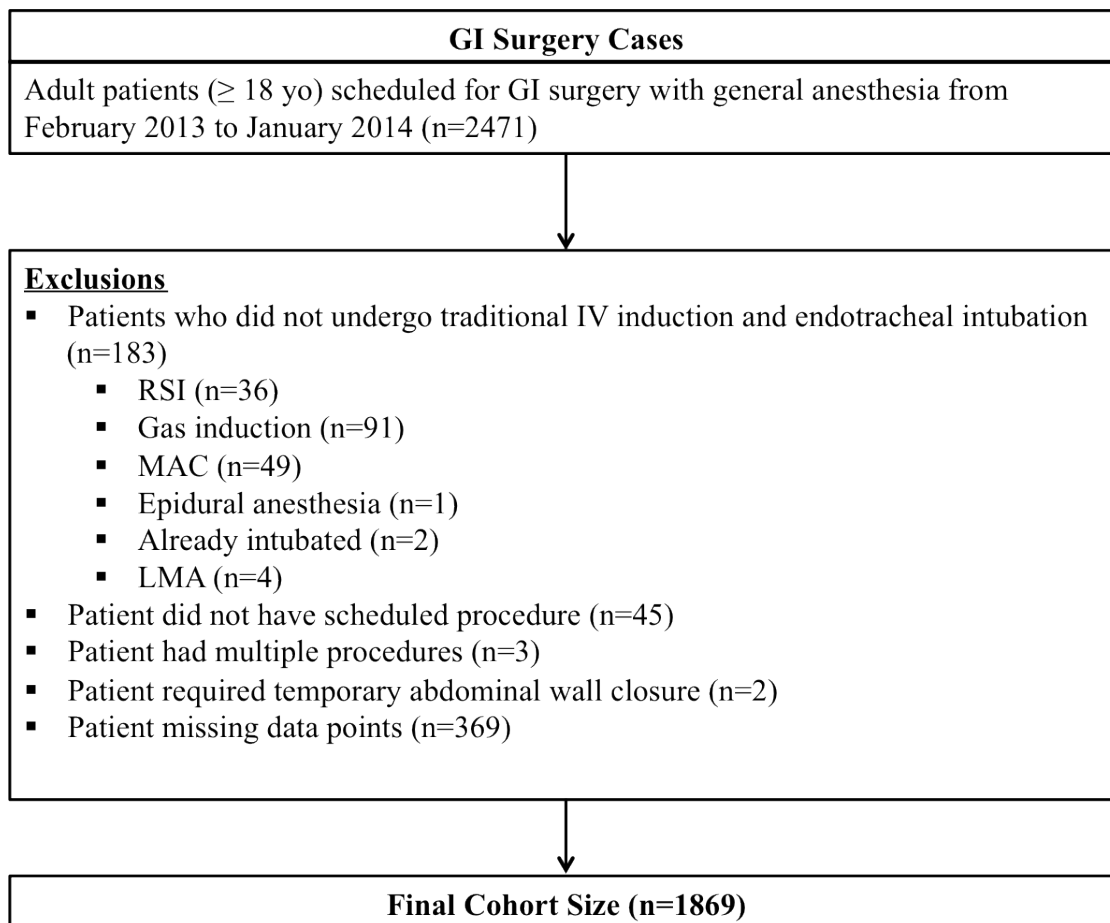 GI Surgery Cases
Adult patients (≥ 18 yo) scheduled for GI surgery with general anesthesia from
February 2013 to January 2014 (n=2471)
Exclusions
▪ Patients who did not undergo traditional IV induction and endotracheal intubation
(n=183)
▪ RSI (n=36)
▪ Gas induction (n=91)
▪ MAC (n=49)
▪ Epidural anesthesia (n=1)
▪ Already intubated (n=2)
▪ LMA (n=4)
▪ Patient did not have scheduled procedure (n=45)
▪ Patient had multiple procedures (n=3)
▪ Patient required temporary abdominal wall closure (n=2)
▪ Patient missing data points (n=369)
Final Cohort Size (n=1869)